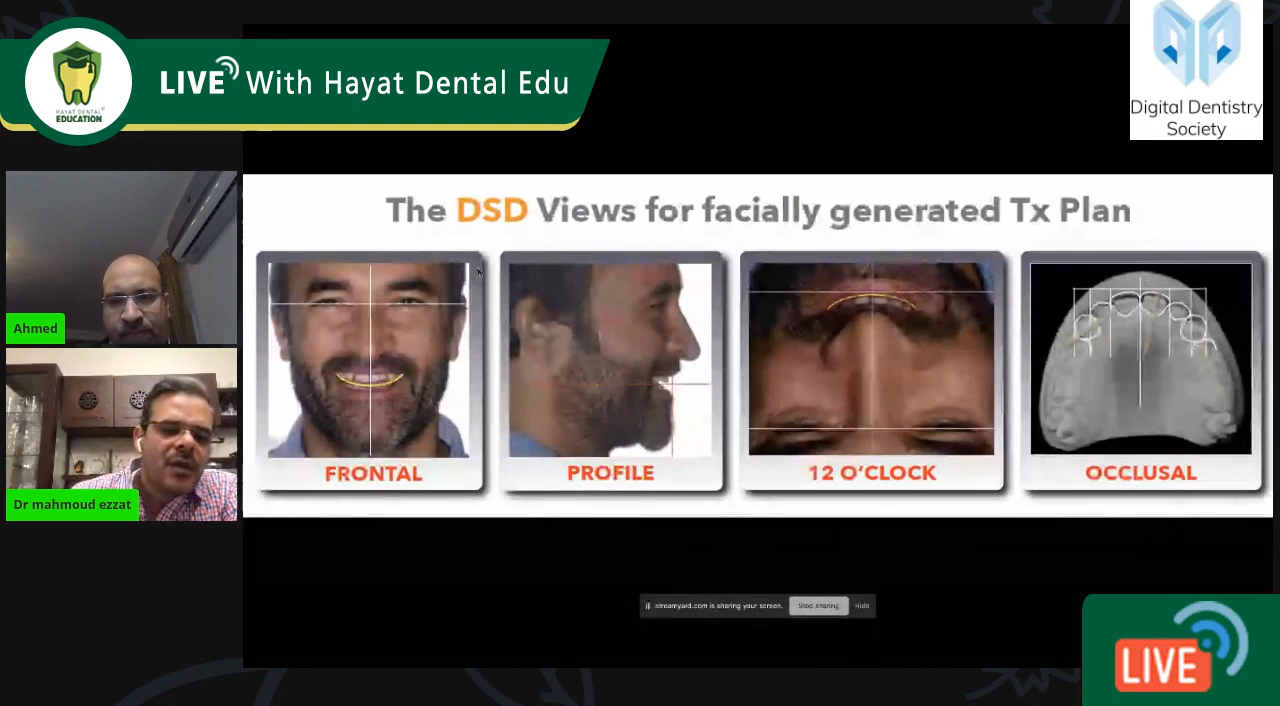 HAYAT DENTAL
EDUCATION
LIVE With Hayat Dental Edu
Digital Dentistry
Society
The DSD Views for facially generated Tx Plan
FRONTAL
PROFILE
12 O'CLOCK
OCCLUSAL
Ahmed
Dr mahmoud ezzat
streamyard.com is sharing your screen.
Stop sharing
Hide
LIVE